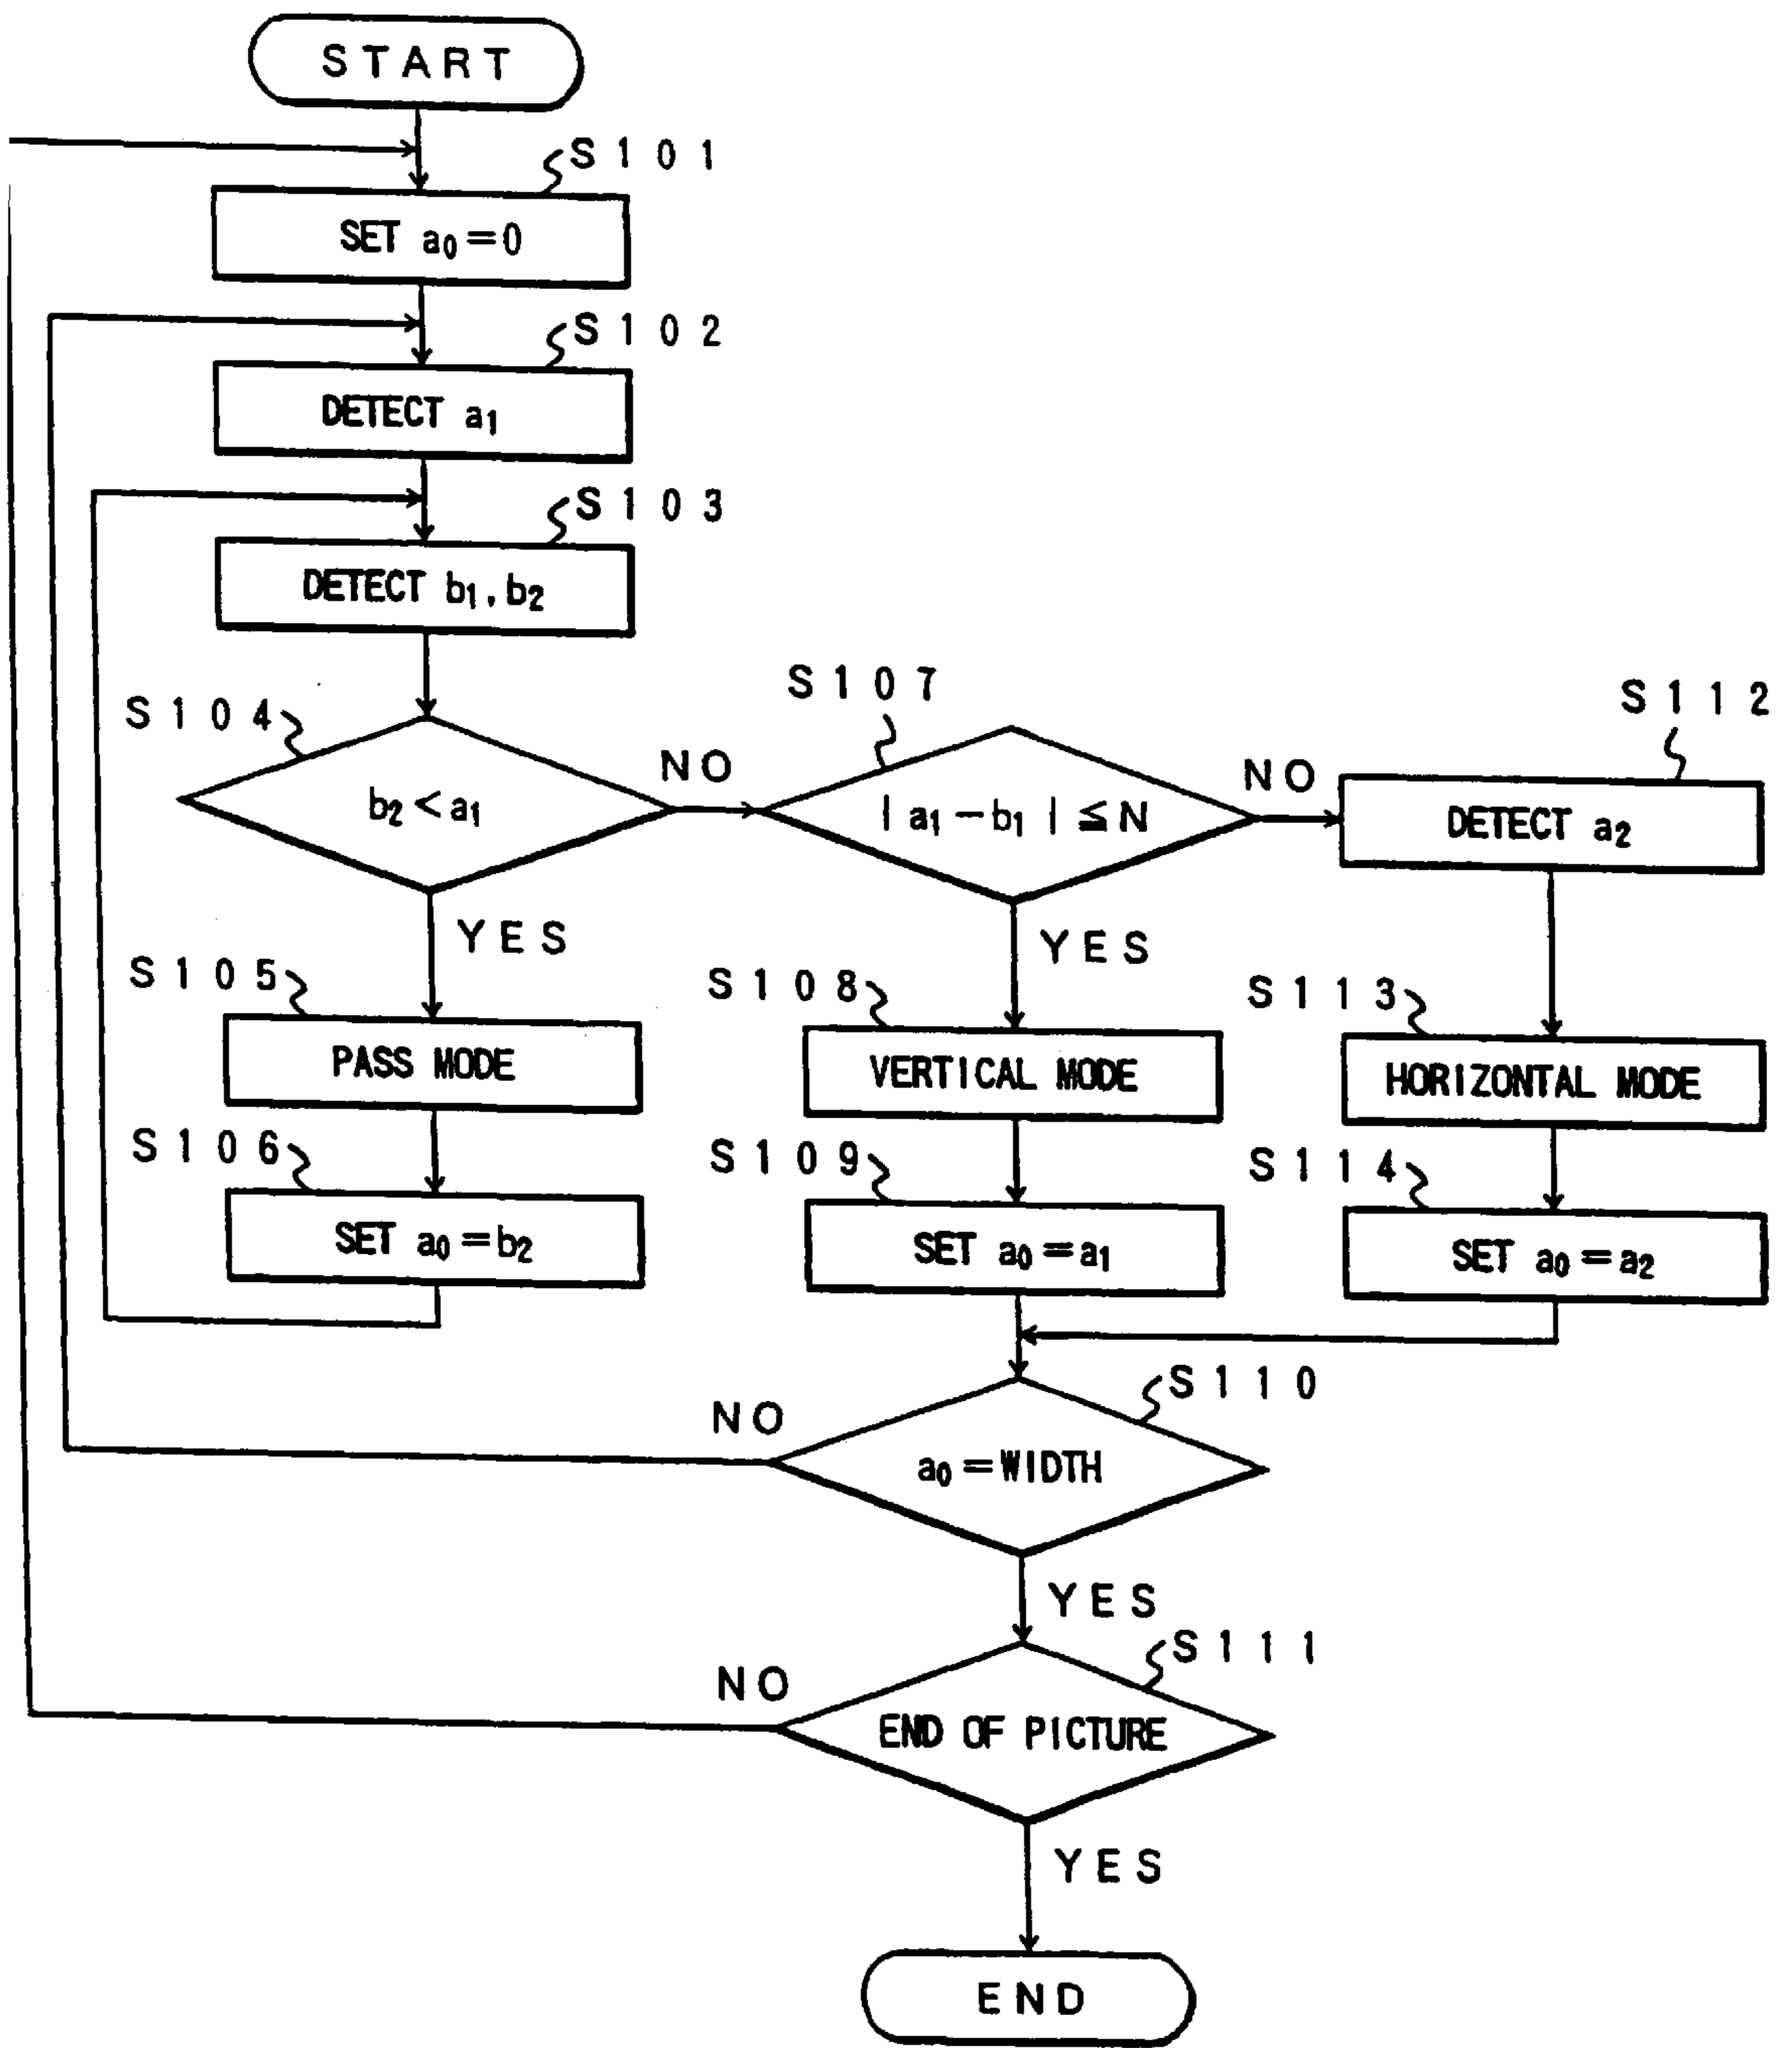 START
S101
SET a₀=0
S102
DETECT a₁
S103
DETECT b₁,b₂
S104
b₂<a₁
NO
YES
S107
|a₁-b₁|≦N
NO
YES
S112
DETECT a₂
S105
PASS MODE
S108
VERTICAL MODE
S113
HORIZONTAL MODE
S106
SET a₀=b₂
S109
SET a₀=a₁
S114
SET a₀=a₂
S110
NO
a₀=WIDTH
YES
S111
NO
END OF PICTURE
YES
END